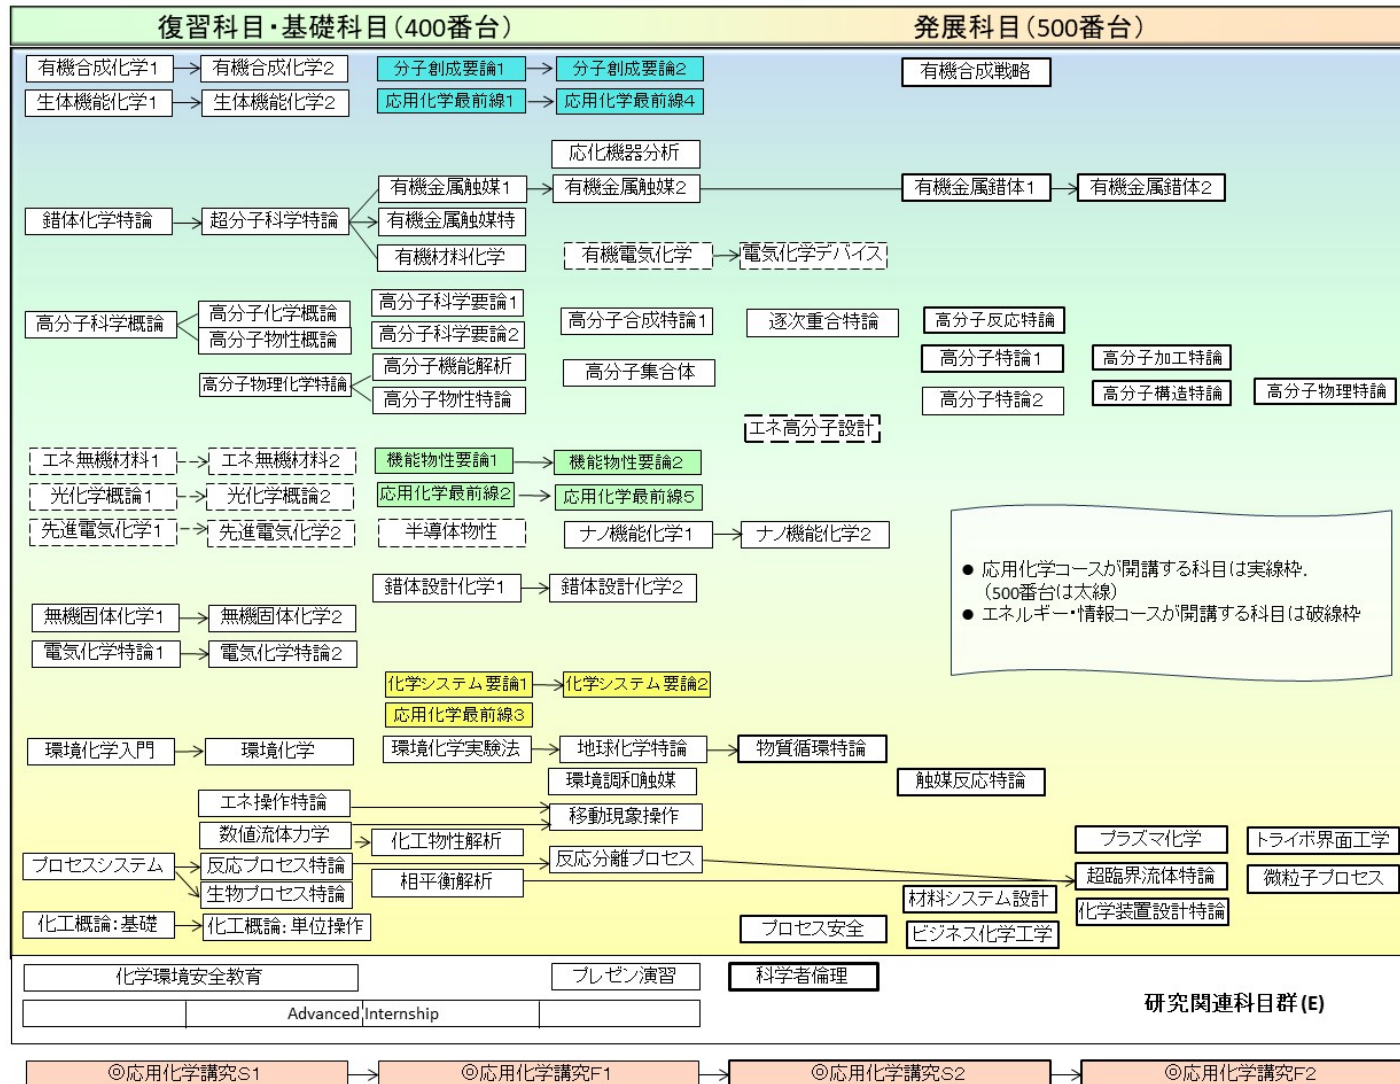 復習科目・基礎科目（400番台）
発展科目（500番台）
有機合成化学1
有機合成化学2
分子創成要論1
分子創成要論2
有機合成戦略
生体機能化学1
生体機能化学2
応用化学最前線1
応用化学最前線4
応化機器分析
有機金属触媒1
有機金属触媒2
有機金属錯体1
有機金属錯体2
錯体化学特論
超分子科学特論
有機金属触媒特
有機材料化学
有機電気化学
電気化学デバイス
高分子科学概論
高分子化学概論
高分子物性概論
高分子科学要論1
高分子科学要論2
高分子合成特論1
逐次重合特論
高分子反応特論
高分子物理化学特論
高分子機能解析
高分子物性特論
高分子集合体
高分子特論1
高分子加工特論
高分子特論2
高分子構造特論
高分子物理特論
エネ高分子設計
エネ無機材料1
エネ無機材料2
機能物性要論1
機能物性要論2
光化学概論1
光化学概論2
応用化学最前線2
応用化学最前線5
先進電気化学1
先進電気化学2
半導体物性
ナノ機能化学1
ナノ機能化学2
● 応用化学コースが開講する科目は実線枠.
（500番台は太線）
● エネルギー・情報コースが開講する科目は破線枠
錯体設計化学1
錯体設計化学2
無機固体化学1
無機固体化学2
電気化学特論1
電気化学特論2
化学システム要論1
化学システム要論2
応用化学最前線3
環境化学入門
環境化学
環境化学実験法
地球化学特論
物質循環特論
環境調和触媒
触媒反応特論
エネ操作特論
移動現象操作
数値流体力学
化工物性解析
プラズマ化学
トライボ界面工学
プロセスシステム
反応プロセス特論
反応分離プロセス
生物プロセス特論
相平衡解析
超臨界流体特論
微粒子プロセス
材料システム設計
化学装置設計特論
化工概論:基礎
化工概論:単位操作
プロセス安全
ビジネス化学工学
化学環境安全教育
プレゼン演習
科学者倫理
研究関連科目群(E)
Advanced Internship
◎応用化学講究S1
◎応用化学講究F1
◎応用化学講究S2
◎応用化学講究F2